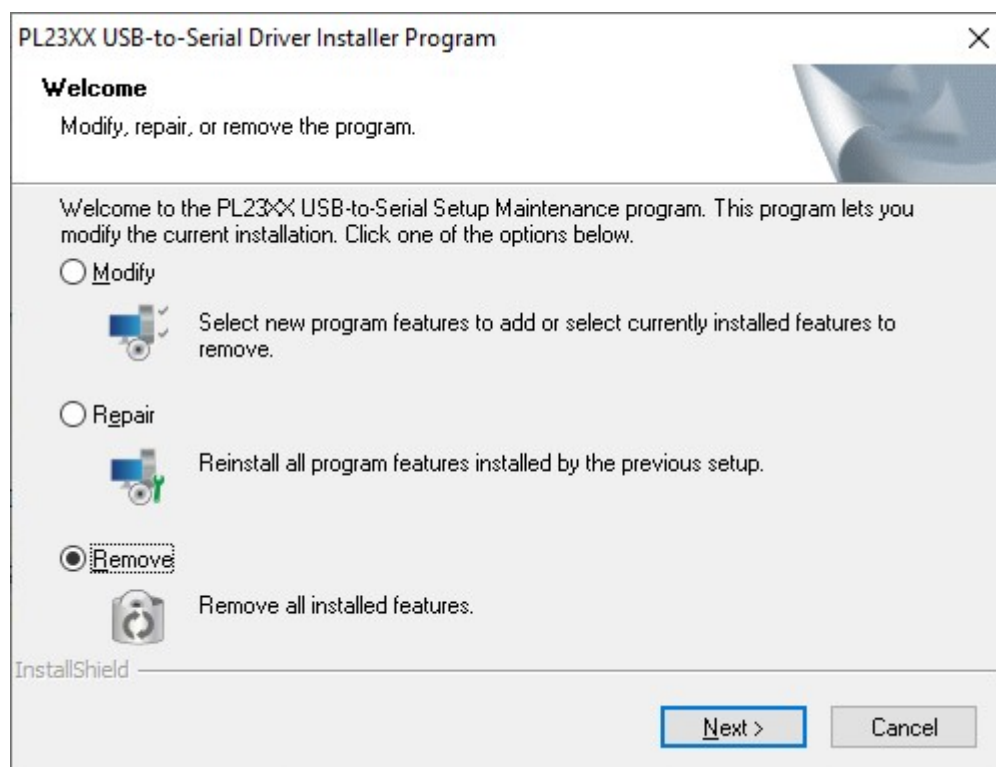 PL23XX USB-to-Serial Driver Installer Program
Welcome
Modify, repair, or remove the program.
Welcome to the PL23XX USB-to-Serial Setup Maintenance program. This program lets you
modify the current installation. Click one of the options below.
Modify
Select new program features to add or select currently installed features to
remove.
Repair
Reinstall all program features installed by the previous setup.
Remove
Remove all installed features.
InstallShield
Next >
Cancel